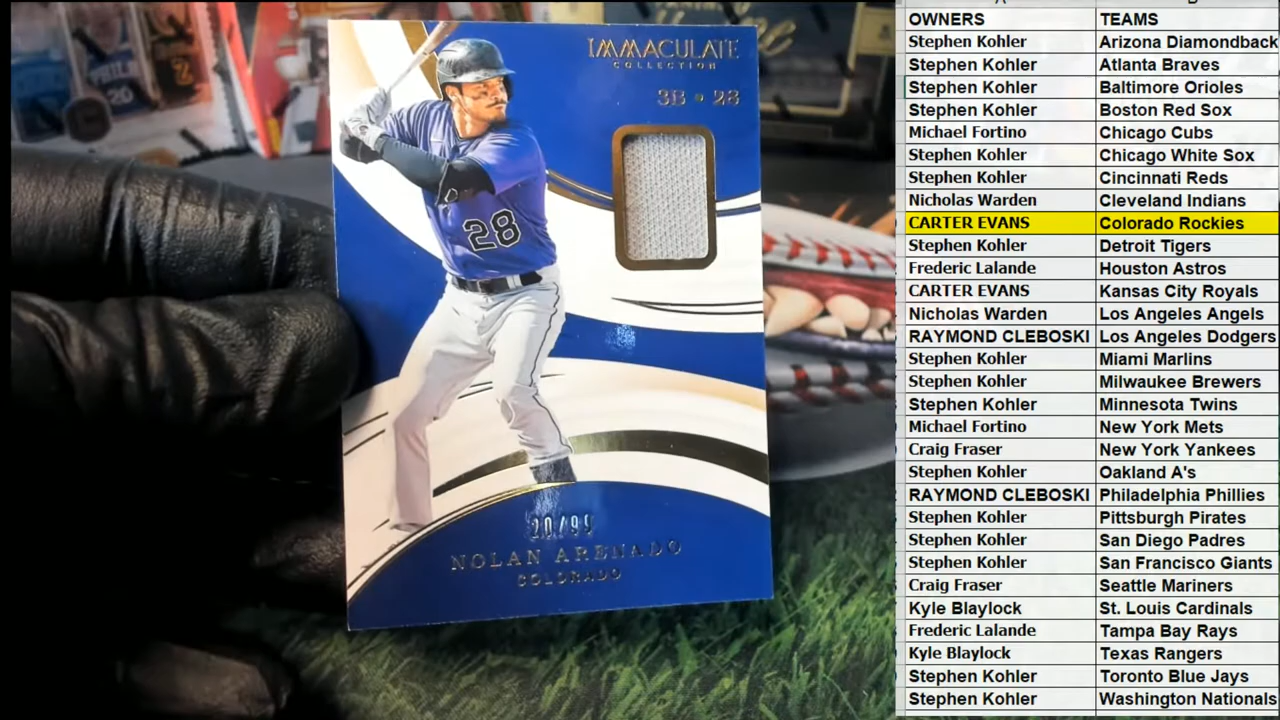 IMMACULATE
COLLECTION
3B • 28
28
20/99
NOLAN ARENADO
COLORADO
PHILA
20
OWNERS TEAMS
Stephen Kohler Arizona Diamondback
Stephen Kohler Atlanta Braves
Stephen Kohler Baltimore Orioles
Stephen Kohler Boston Red Sox
Michael Fortino Chicago Cubs
Stephen Kohler Chicago White Sox
Stephen Kohler Cincinnati Reds
Nicholas Warden Cleveland Indians
CARTER EVANS Colorado Rockies
Stephen Kohler Detroit Tigers
Frederic Lalande Houston Astros
CARTER EVANS Kansas City Royals
Nicholas Warden Los Angeles Angels
RAYMOND CLEBOSKI Los Angeles Dodgers
Stephen Kohler Miami Marlins
Stephen Kohler Milwaukee Brewers
Stephen Kohler Minnesota Twins
Michael Fortino New York Mets
Craig Fraser New York Yankees
Stephen Kohler Oakland A's
RAYMOND CLEBOSKI Philadelphia Phillies
Stephen Kohler Pittsburgh Pirates
Stephen Kohler San Diego Padres
Stephen Kohler San Francisco Giants
Craig Fraser Seattle Mariners
Kyle Blaylock St. Louis Cardinals
Frederic Lalande Tampa Bay Rays
Kyle Blaylock Texas Rangers
Stephen Kohler Toronto Blue Jays
Stephen Kohler Washington Nationals